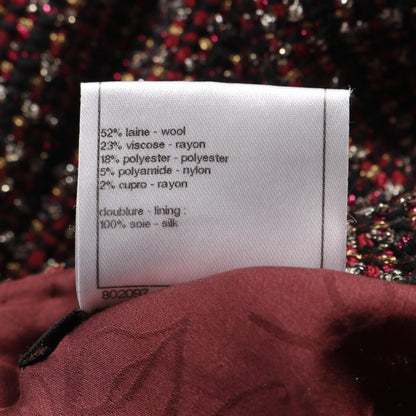 52% laine - wool
23% viscose - rayon
18% polyester - polyester
5% polyamide - nylon
2% cupro - rayon
doublure - lining :
100% soie - silk